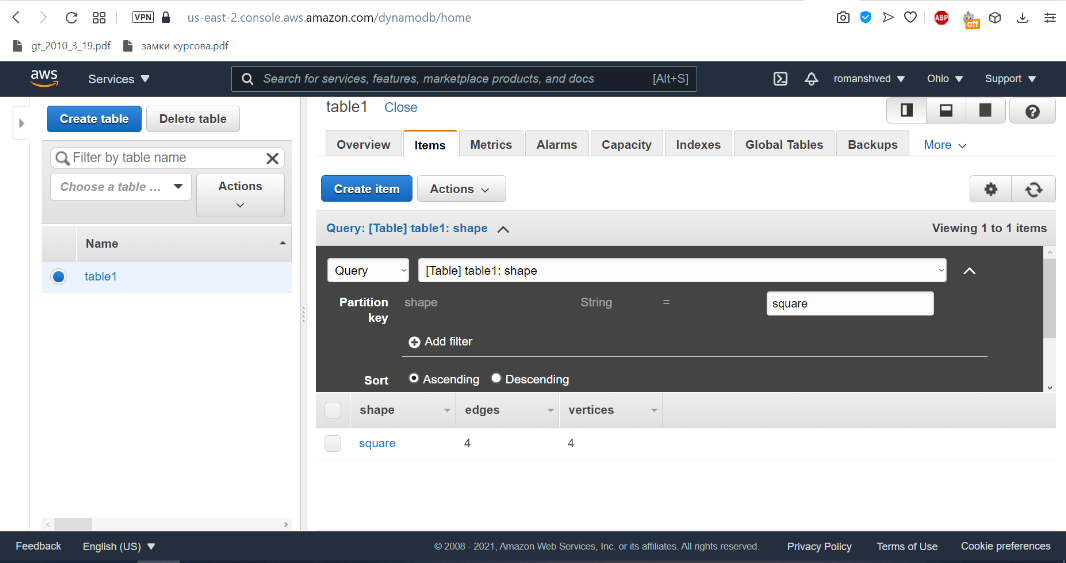 VPN us-east-2.console.aws.amazon.com/dynamodb/home ABP off
gt_2010_3_19.pdf замки курсова.pdf
aws Services Search for services, features, marketplace products, and docs [Alt+S] romanshved Ohio Support
Create table Delete table
Filter by table name
Choose a table ... Actions
Name
table1
table1 Close
Overview Items Metrics Alarms Capacity Indexes Global Tables Backups More
Create item Actions
Query: [Table] table1: shape Viewing 1 to 1 items
Query [Table] table1: shape
Partition key shape String = square
Add filter
Sort Ascending Descending
shape edges vertices
square 4 4
Feedback English (US) © 2008 - 2021, Amazon Web Services, Inc. or its affiliates. All rights reserved. Privacy Policy Terms of Use Cookie preferences